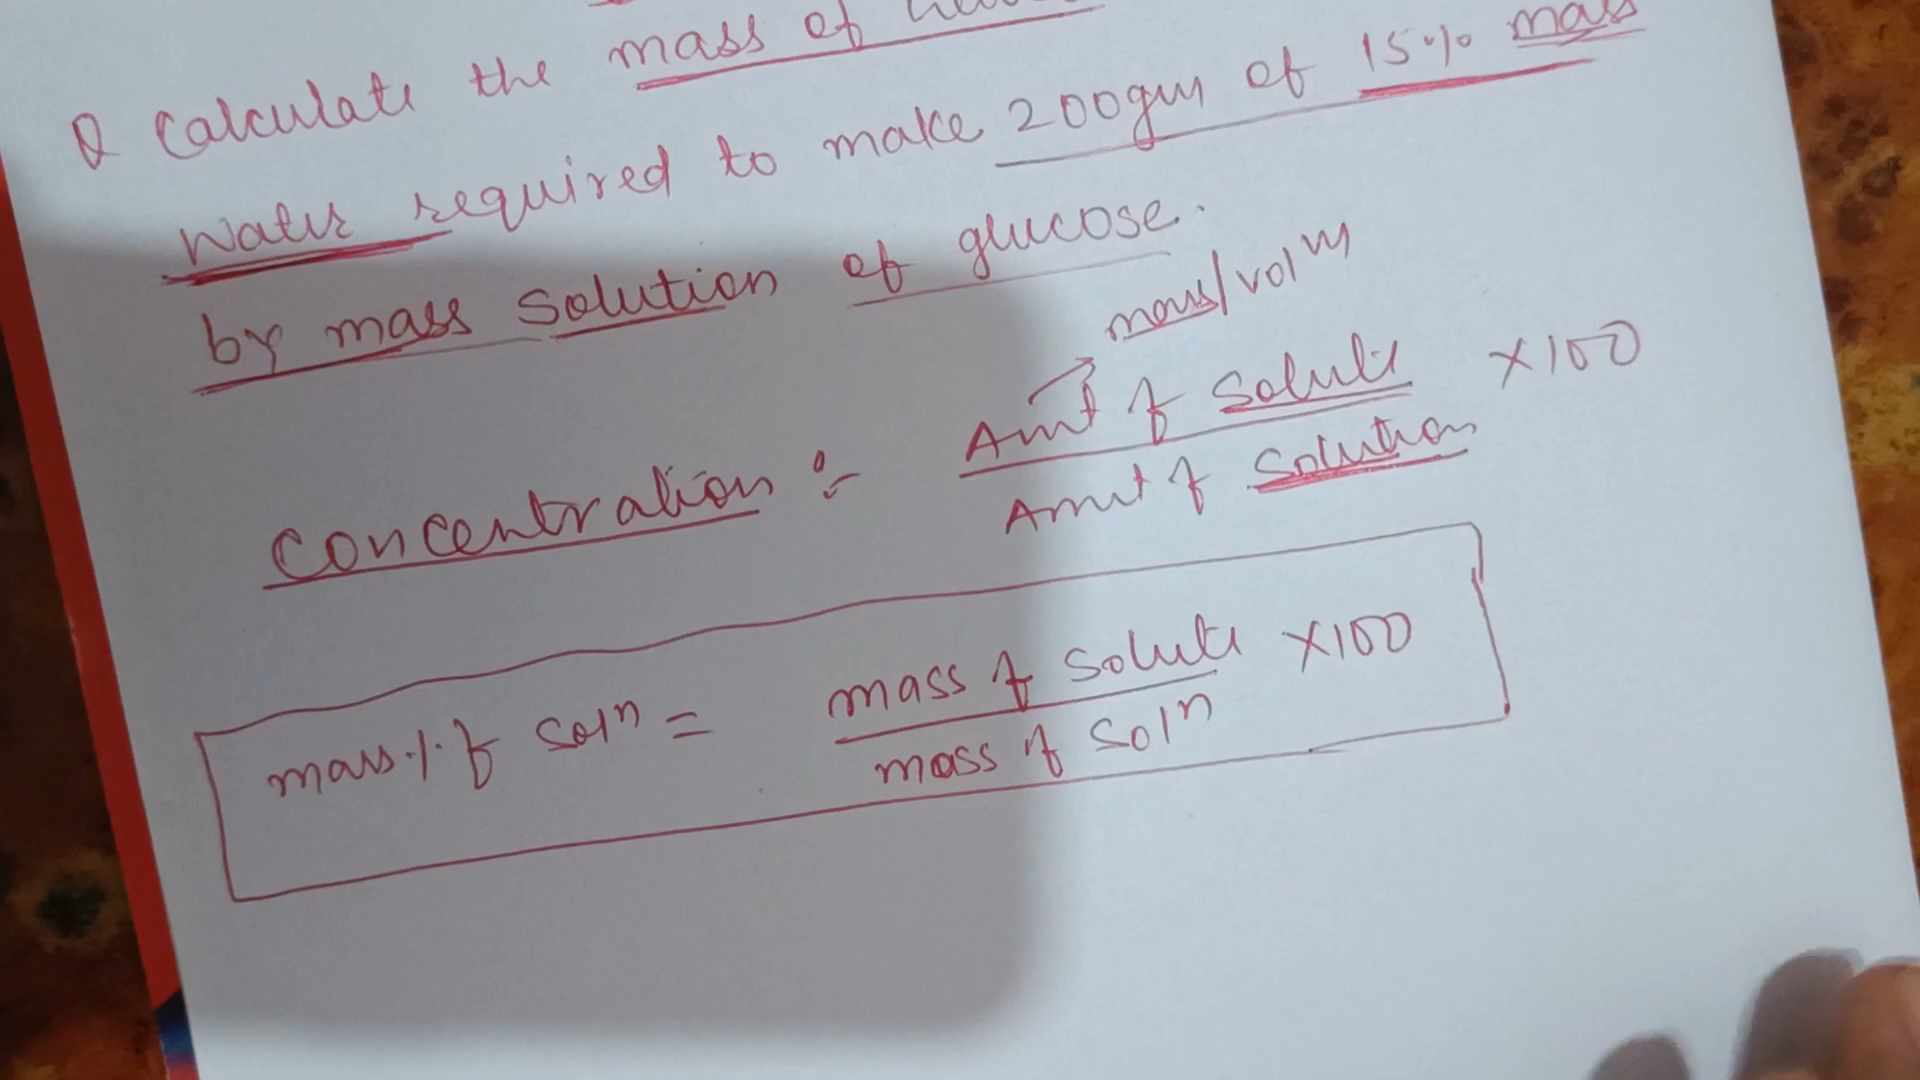 Q Calculate the mass of
Water required to make 200gm of 15% mass
by mass solution of glucose.
mass/vol m
Concentration :- Amt of Solute ×100
Amt of Solution
mass % of solⁿ = mass of solute ×100
mass of solⁿ